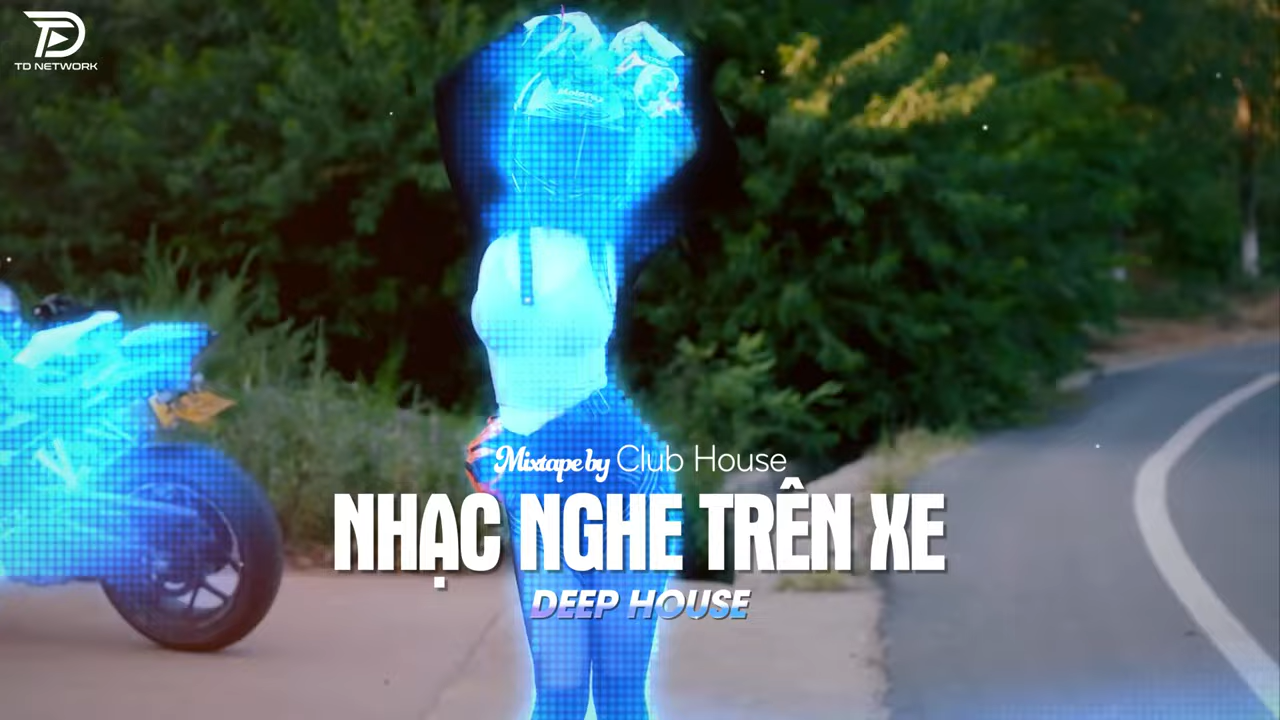 TD NETWORK
Mixtape by Club House
NHẠC NGHE TRÊN XE
DEEP HOUSE